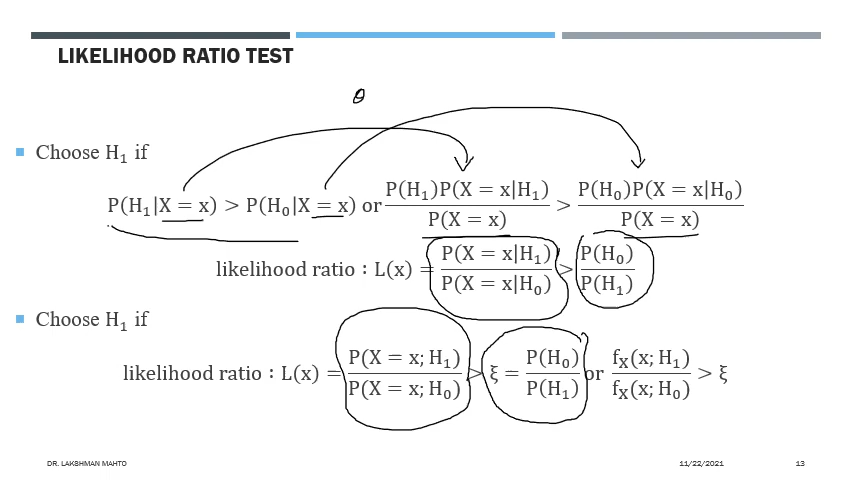 LIKELIHOOD RATIO TEST
θ
▪ Choose H₁ if
P(H₁|X = x) > P(H₀|X = x) or P(H₁)P(X = x|H₁) / P(X = x) > P(H₀)P(X = x|H₀) / P(X = x)
likelihood ratio : L(x) = P(X = x|H₁) / P(X = x|H₀) > P(H₀) / P(H₁)
▪ Choose H₁ if
likelihood ratio : L(x) = P(X = x; H₁) / P(X = x; H₀) > ξ = P(H₀) / P(H₁) or fₓ(x; H₁) / fₓ(x; H₀) > ξ
DR. LAKSHMAN MAHTO 11/22/2021 13